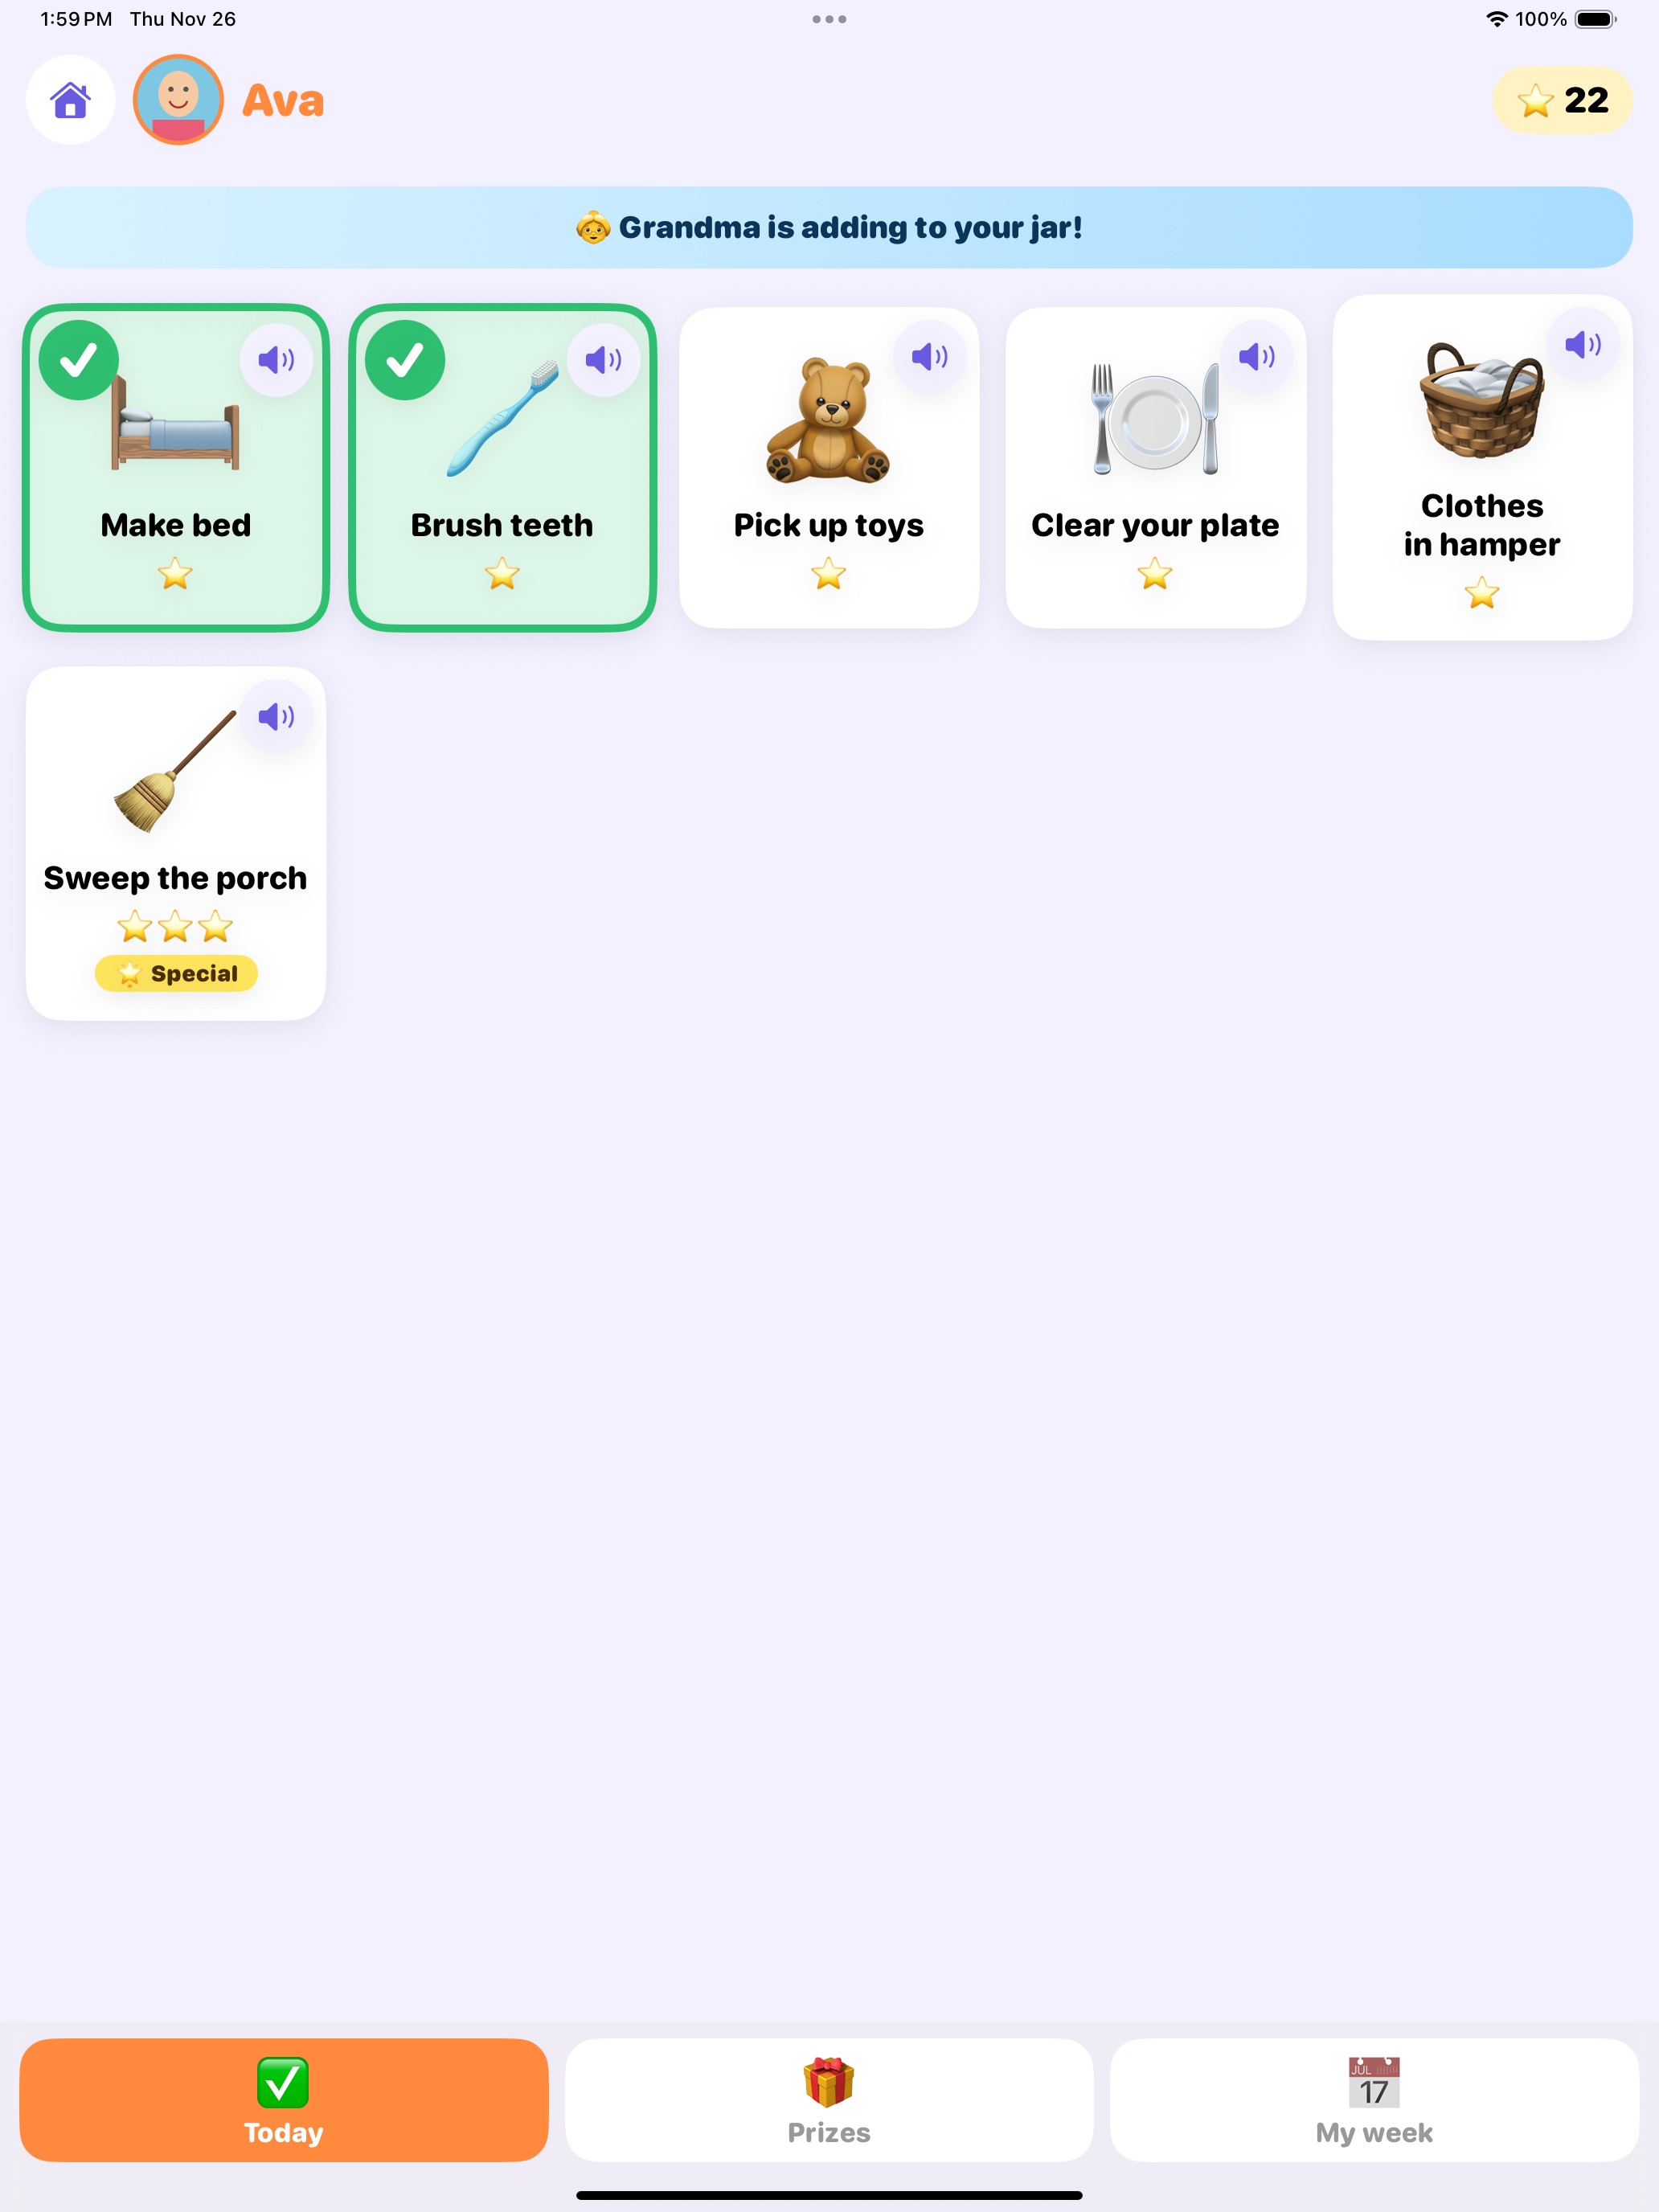 1:59 PM Thu Nov 26
100%
Ava
22
Grandma is adding to your jar!
Make bed
Brush teeth
Pick up toys
Clear your plate
Clothes
in hamper
Sweep the porch
Special
Today
Prizes
JUL
17
My week